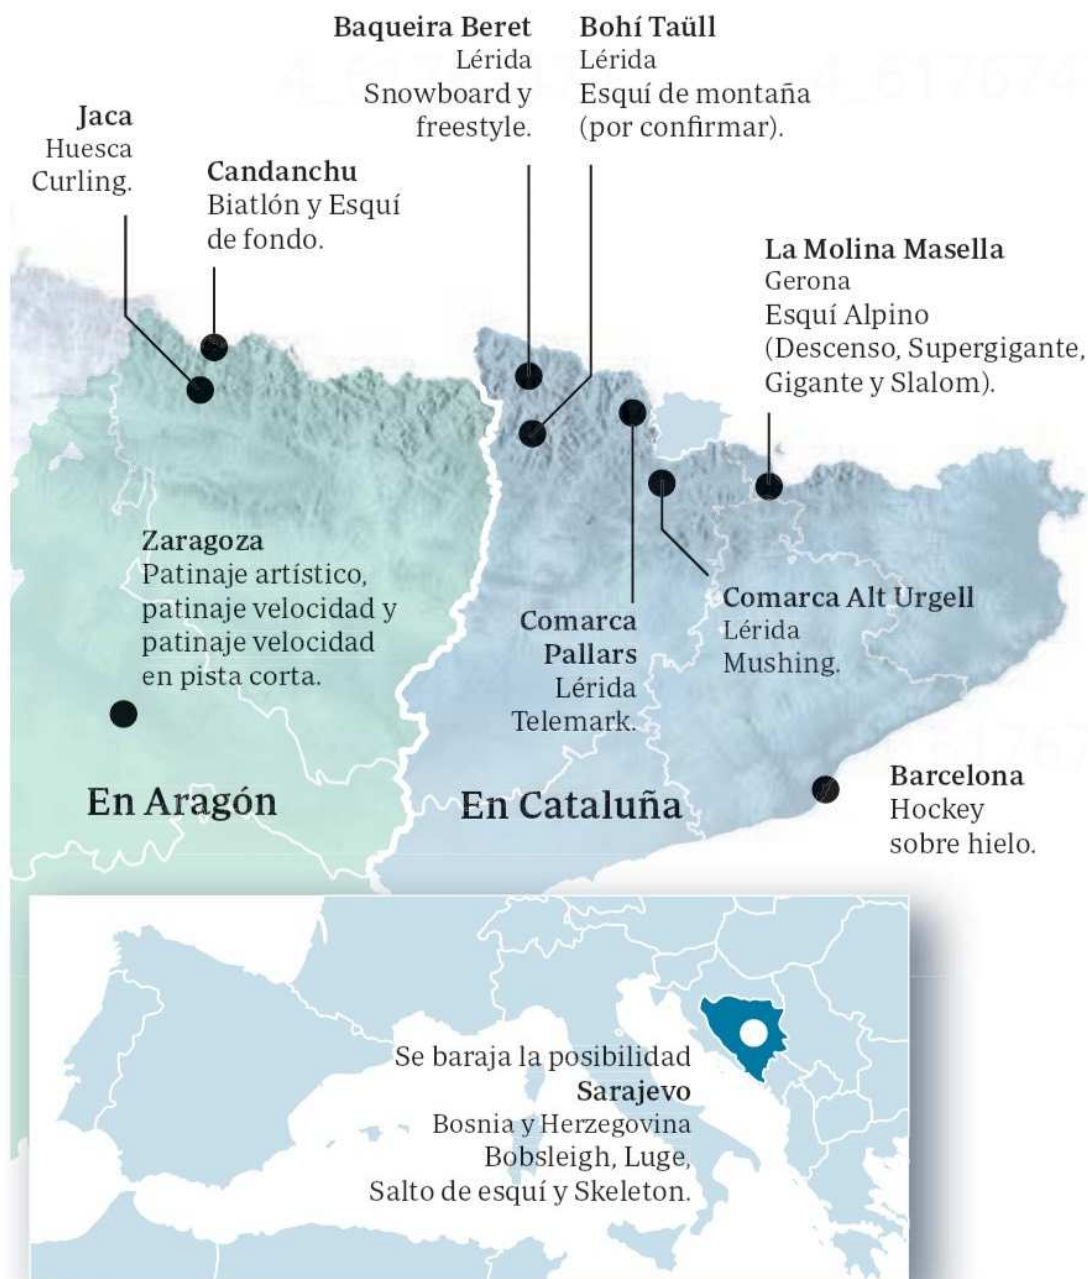 Baqueira Beret
Lérida
Snowboard y
freestyle.
Bohí Taüll
Lérida
Esquí de montaña
(por confirmar).
Jaca
Huesca
Curling.
Candanchu
Biatlón y Esquí
de fondo.
La Molina Masella
Gerona
Esquí Alpino
(Descenso, Supergigante,
Gigante y Slalom).
Zaragoza
Patinaje artístico,
patinaje velocidad y
patinaje velocidad
en pista corta.
Comarca
Pallars
Lérida
Telemark.
Comarca Alt Urgell
Lérida
Mushing.
En Aragón
En Cataluña
Barcelona
Hockey
sobre hielo.
Se baraja la posibilidad
Sarajevo
Bosnia y Herzegovina
Bobsleigh, Luge,
Salto de esquí y Skeleton.